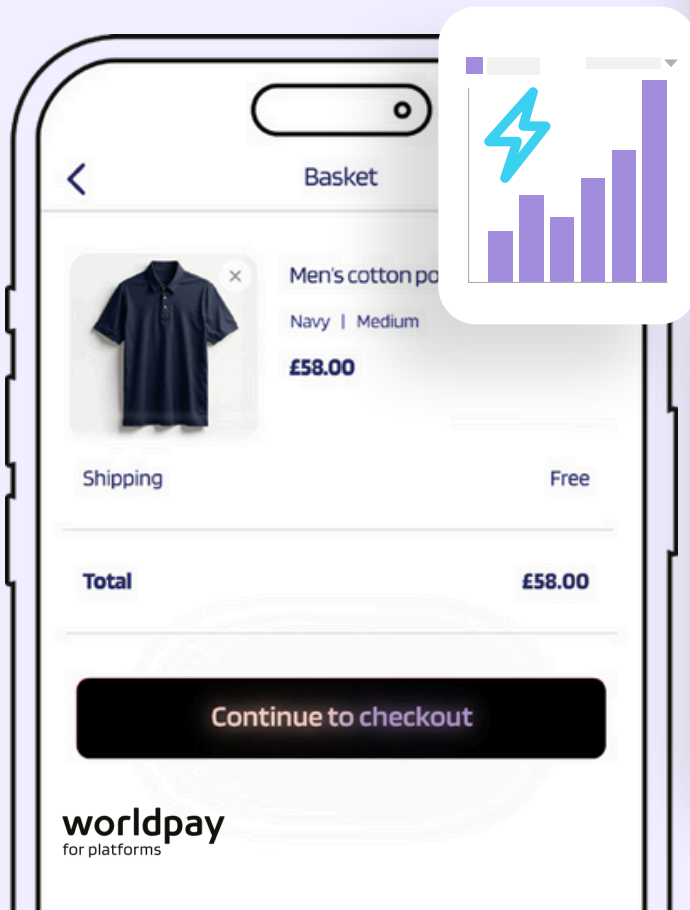 Basket
Men's cotton po
Navy | Medium
£58.00
Shipping
Free
Total
£58.00
Continue to checkout
worldpay
for platforms